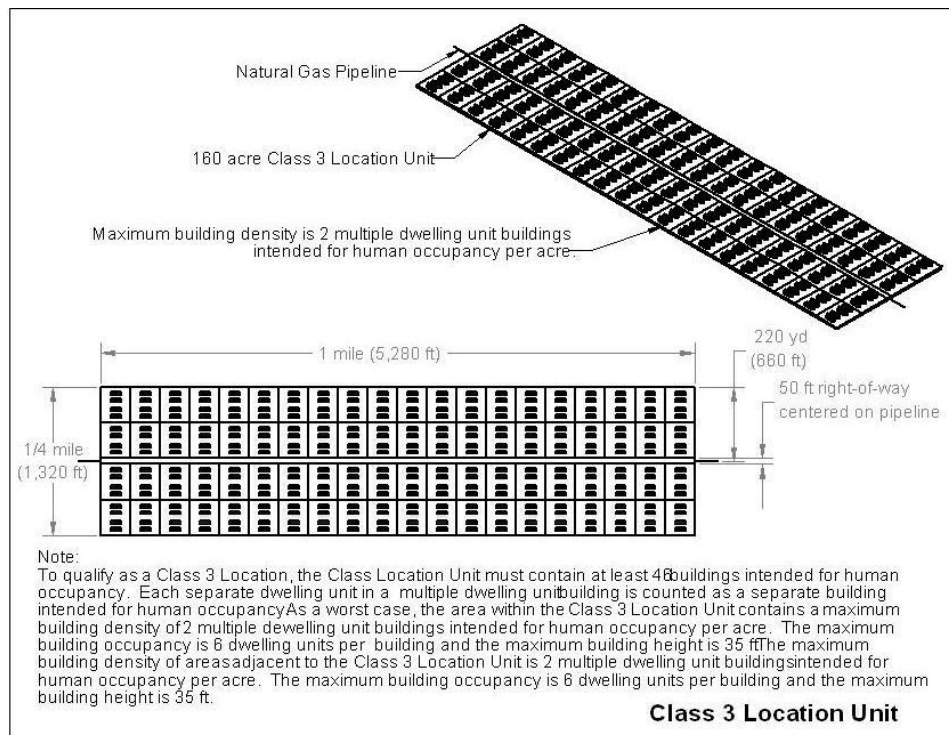 Natural Gas Pipeline
160 acre Class 3 Location Unit
Maximum building density is 2 multiple dwelling unit buildings
intended for human occupancy per acre.
1 mile (5,280 ft)
220 yd
(660 ft)
50 ft right-of-way
centered on pipeline
1/4 mile
(1,320 ft)
Note:
To qualify as a Class 3 Location, the Class Location Unit must contain at least 46buildings intended for human
occupancy. Each separate dwelling unit in a multiple dwelling unitbuilding is counted as a separate building
intended for human occupancyAs a worst case, the area within the Class 3 Location Unit contains a maximum
building density of 2 multiple dewelling unit buildings intended for human occupancy per acre. The maximum
building occupancy is 6 dwelling units per building and the maximum building height is 35 ftThe maximum
building density of areasadjacent to the Class 3 Location Unit is 2 multiple dwelling unit buildingsintended for
human occupancy per acre. The maximum building occupancy is 6 dwelling units per building and the maximum
building height is 35 ft.
Class 3 Location Unit